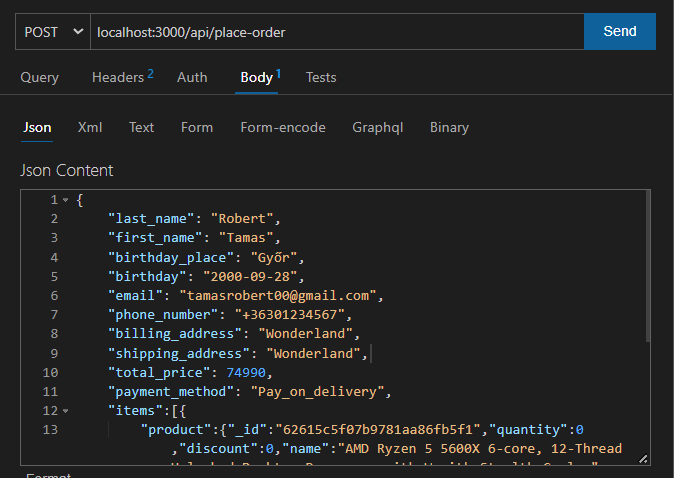 POST localhost:3000/api/place-order Send
Query Headers 2 Auth Body 1 Tests
Json Xml Text Form Form-encode Graphql Binary
Json Content
1 {
2 "last_name": "Robert",
3 "first_name": "Tamas",
4 "birthday_place": "Győr",
5 "birthday": "2000-09-28",
6 "email": "tamasrobert00@gmail.com",
7 "phone_number": "+36301234567",
8 "billing_address": "Wonderland",
9 "shipping_address": "Wonderland",
10 "total_price": 74990,
11 "payment_method": "Pay_on_delivery",
12 "items":[{
13 "product":{"_id":"62615c5f07b9781aa86fb5f1","quantity":0
,"discount":0,"name":"AMD Ryzen 5 5600X 6-core, 12-Thread
Format